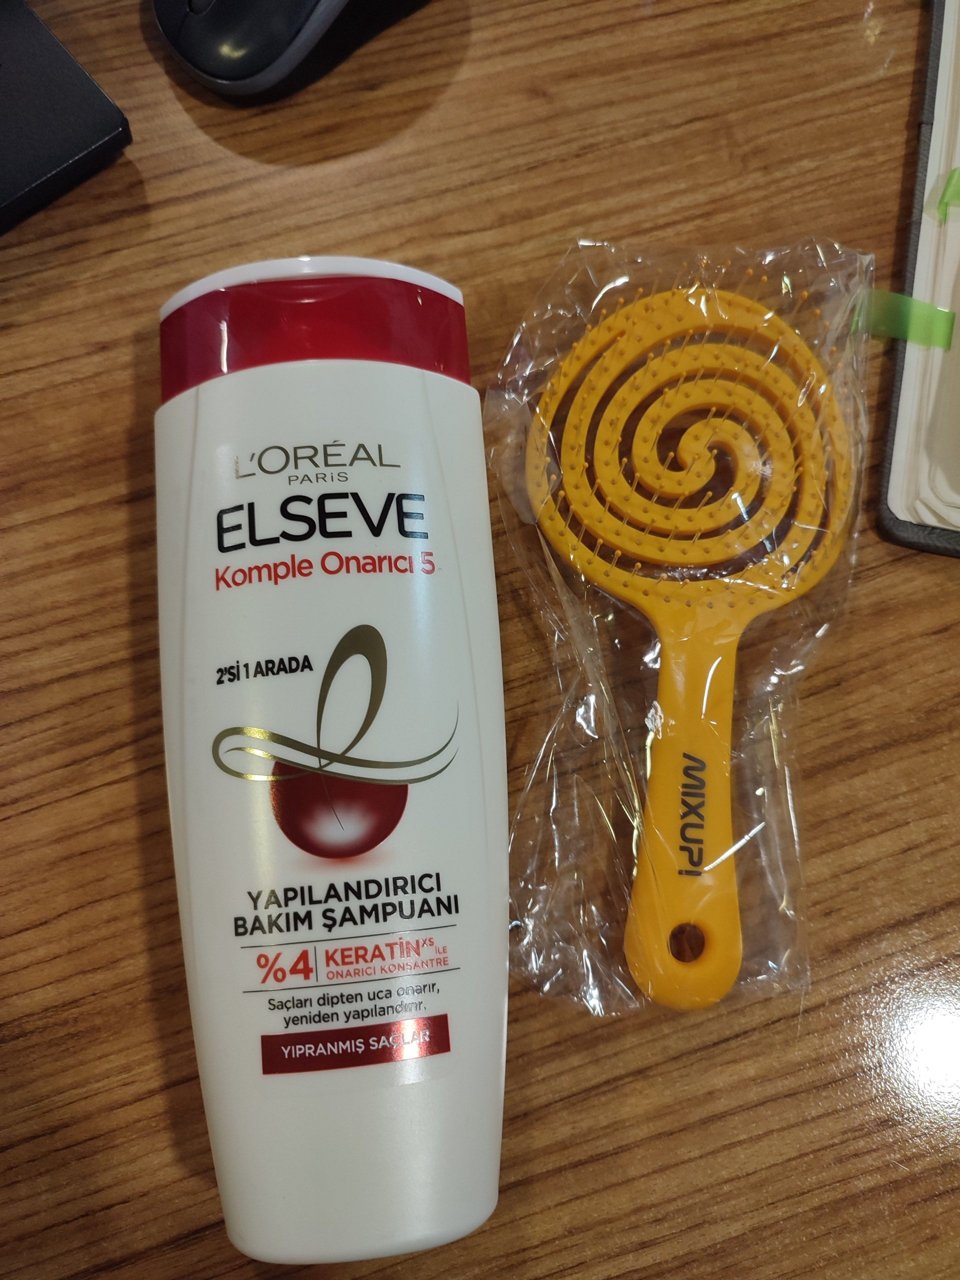 L'ORÉAL
PARIS
ELSEVE
Komple Onarıcı 5
2'Sİ 1 ARADA
YAPILANDIRICI
BAKIM ŞAMPUANI
%4 KERATİN XS İLE
ONARICI KONSANTRE
Saçları dipten uca onarır,
yeniden yapılandırır.
YIPRANMIŞ SAÇLAR
MIXUP!